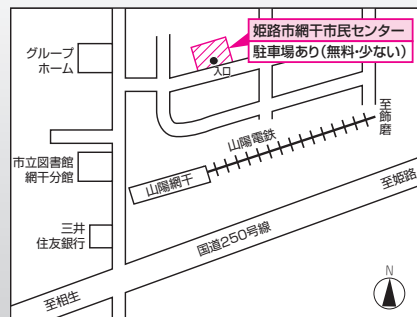 姫路市網干市民センター
駐車場あり(無料・少ない)
グループ
ホーム
入口
至飾磨
山陽電鉄
市立図書館
網干分館
山陽網干
至姫路
三井
住友銀行
国道250号線
至相生
N